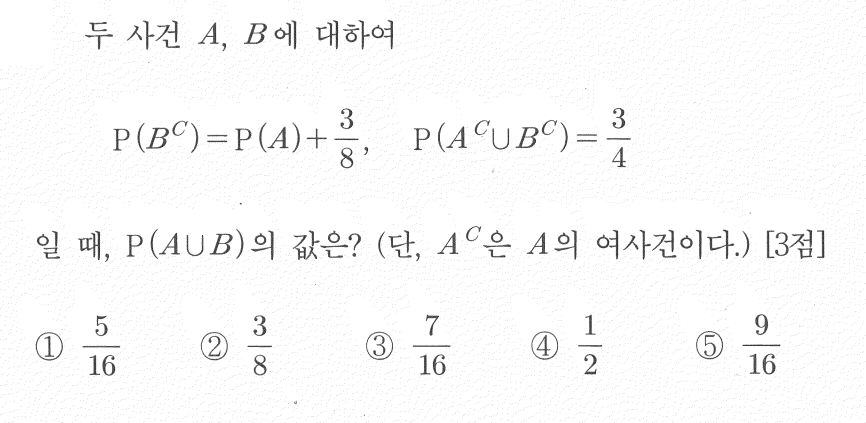 두 사건 A, B에 대하여
P(B^C)=P(A)+3/8, P(A^C∪B^C)=3/4
일 때, P(A∪B)의 값은? (단, A^C은 A의 여사건이다.) [3점]
① 5/16 ② 3/8 ③ 7/16 ④ 1/2 ⑤ 9/16